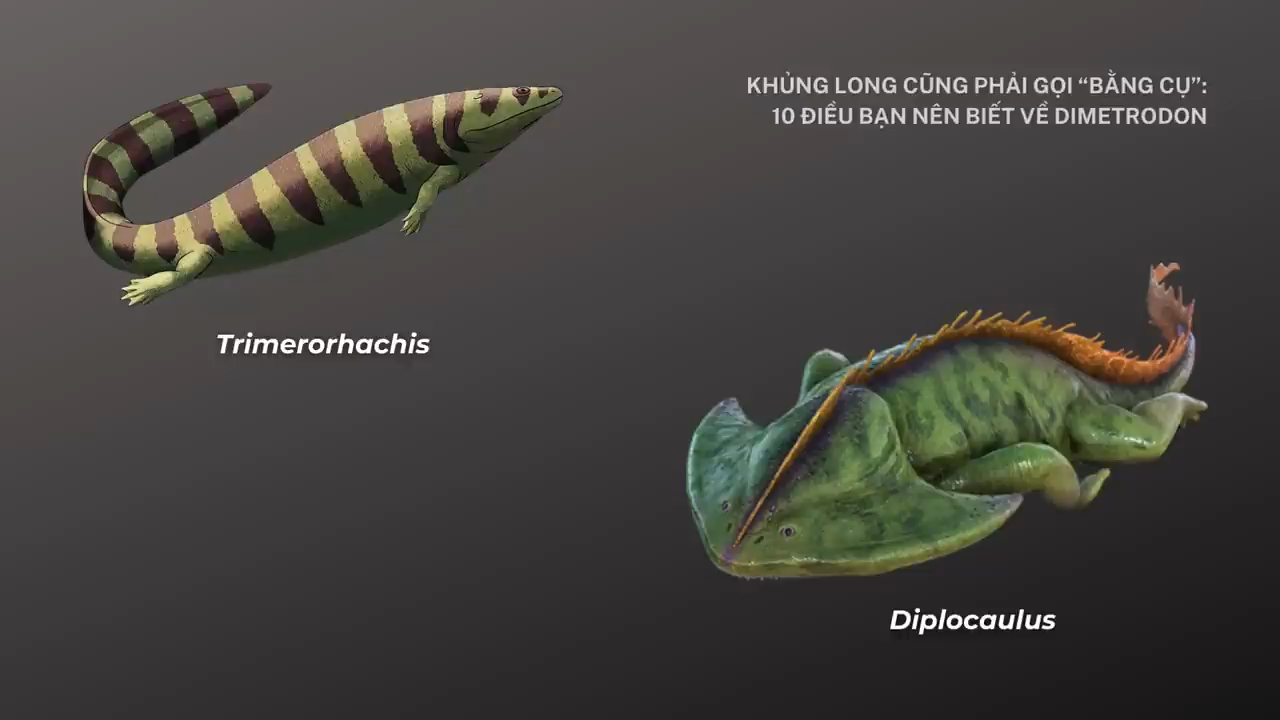 KHỦNG LONG CŨNG PHẢI GỌI “BẰNG CỤ”:
10 ĐIỀU BẠN NÊN BIẾT VỀ DIMETRODON
Trimerorhachis
Diplocaulus